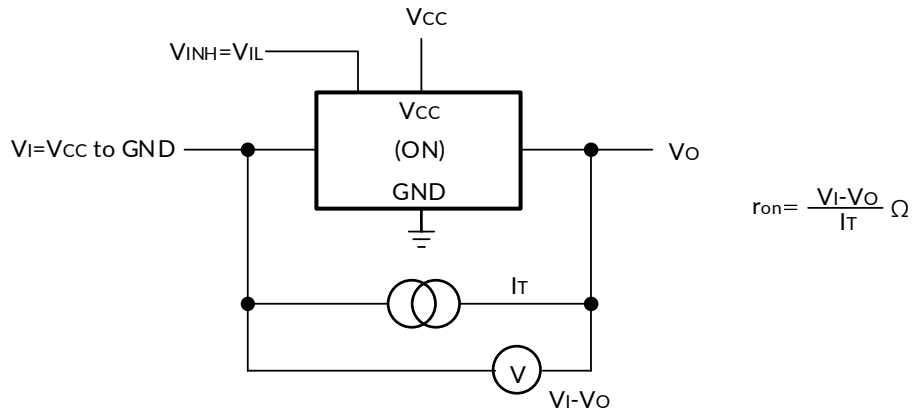 VCC
VINH=VIL
VCC
VI=VCC to GND
(ON)
VO
GND
ron= VI-VO / IT Ω
IT
V
VI-VO